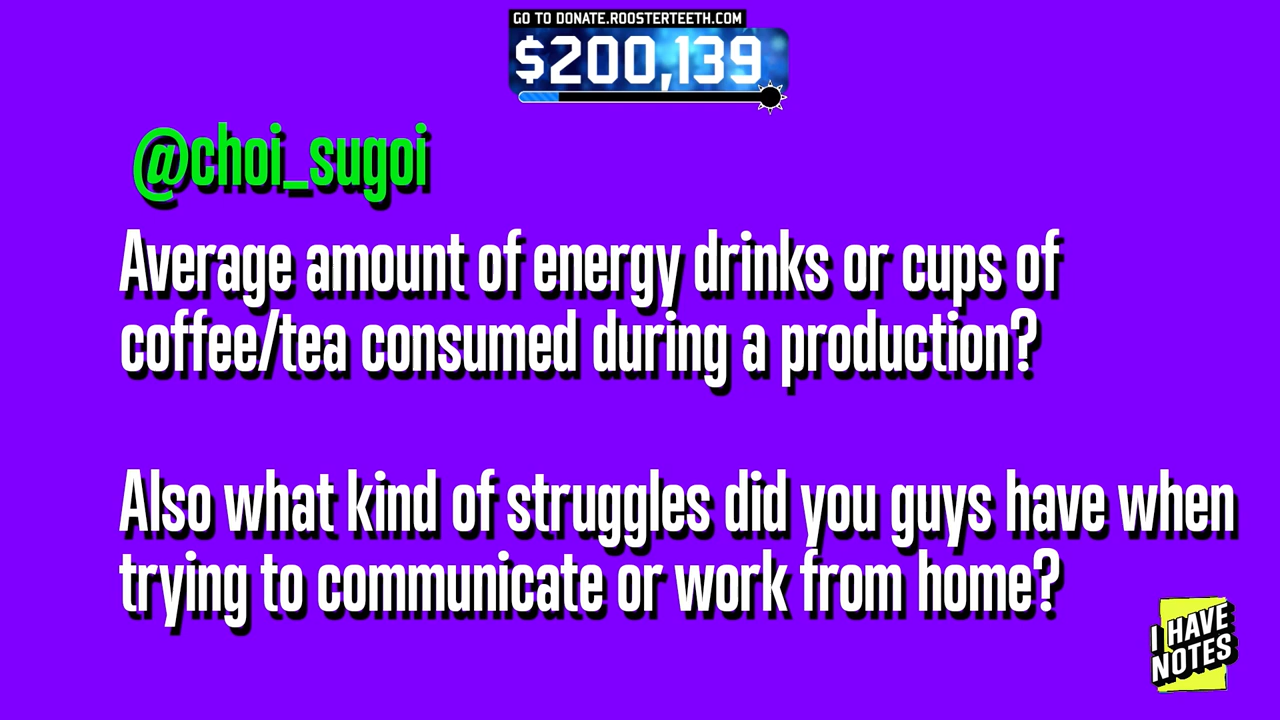 GO TO DONATE.ROOSTERTEETH.COM
$200,139
@choi_sugoi
Average amount of energy drinks or cups of
coffee/tea consumed during a production?
Also what kind of struggles did you guys have when
trying to communicate or work from home?
I HAVE
NOTES